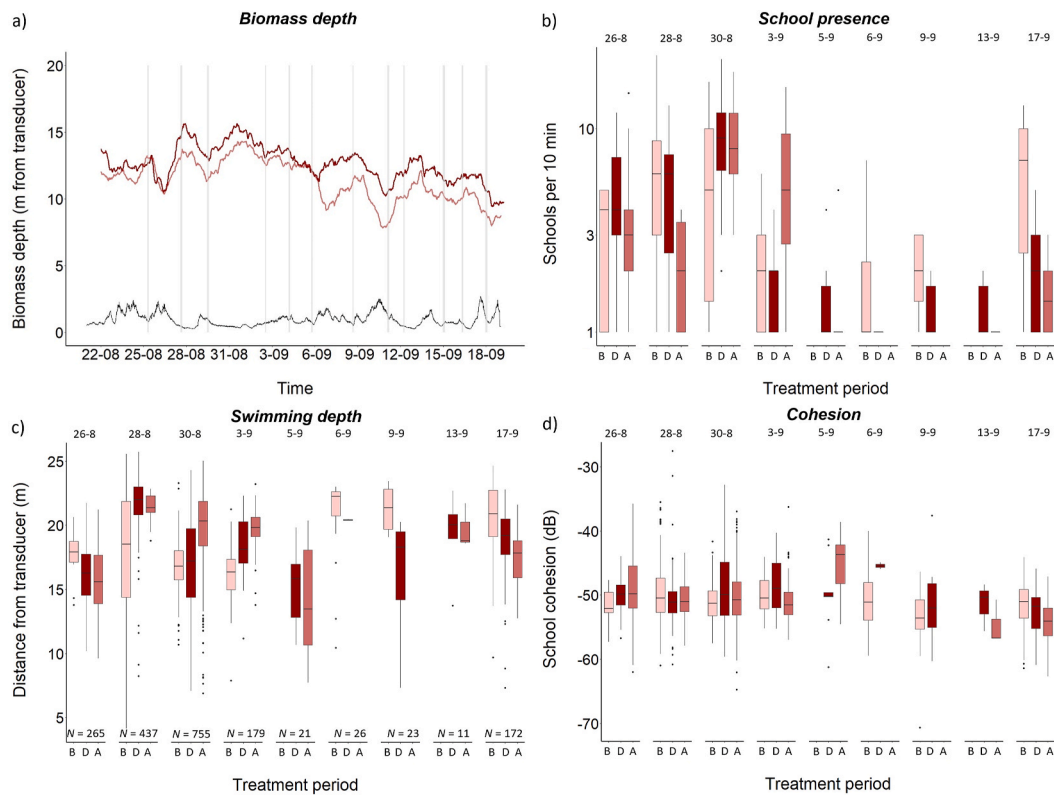 a)
Biomass depth
Biomass depth (m from transducer)
20
15
10
5
0
22-08 25-08 28-08 31-08 3-09 6-09 9-09 12-09 15-09 18-09
Time
b)
School presence
26-8 28-8 30-8 3-9 5-9 6-9 9-9 13-9 17-9
Schools per 10 min
10
3
1
B D A B D A B D A B D A B D A B D A B D A B D A B D A
Treatment period
c)
Swimming depth
26-8 28-8 30-8 3-9 5-9 6-9 9-9 13-9 17-9
Distance from transducer (m)
25
20
15
10
5
N = 265 N = 437 N = 755 N = 179 N = 21 N = 26 N = 23 N = 11 N = 172
B D A B D A B D A B D A B D A B D A B D A B D A B D A
Treatment period
d)
Cohesion
26-8 28-8 30-8 3-9 5-9 6-9 9-9 13-9 17-9
School cohesion (dB)
-30
-40
-50
-60
-70
B D A B D A B D A B D A B D A B D A B D A B D A B D A
Treatment period